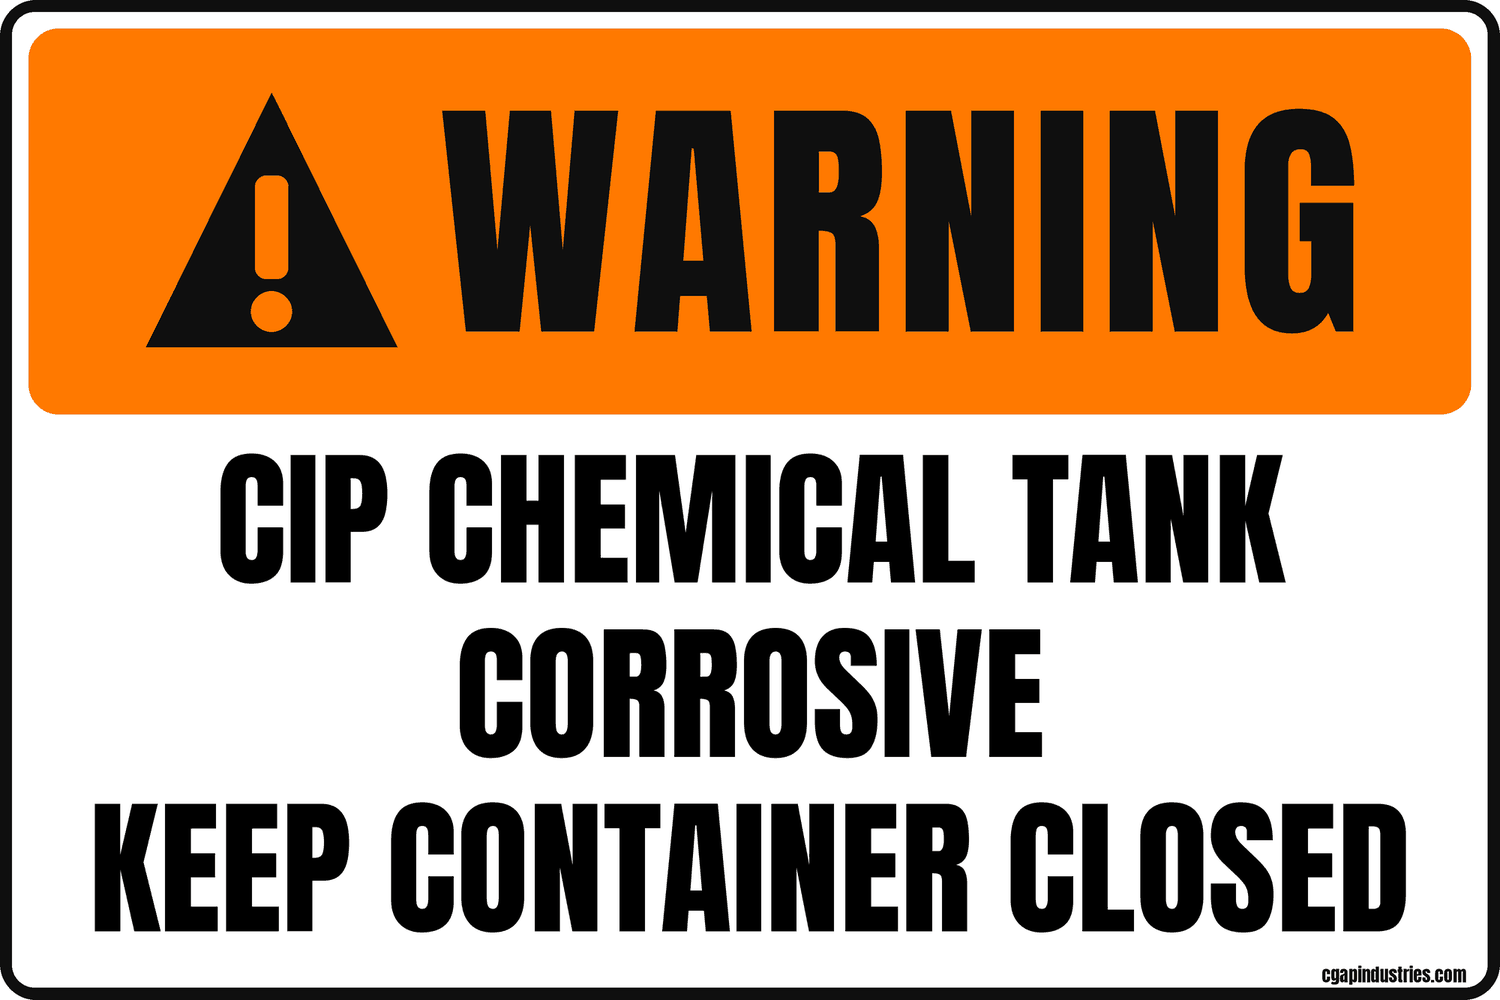 WARNING
CIP CHEMICAL TANK
CORROSIVE
KEEP CONTAINER CLOSED
cgapindustries.com